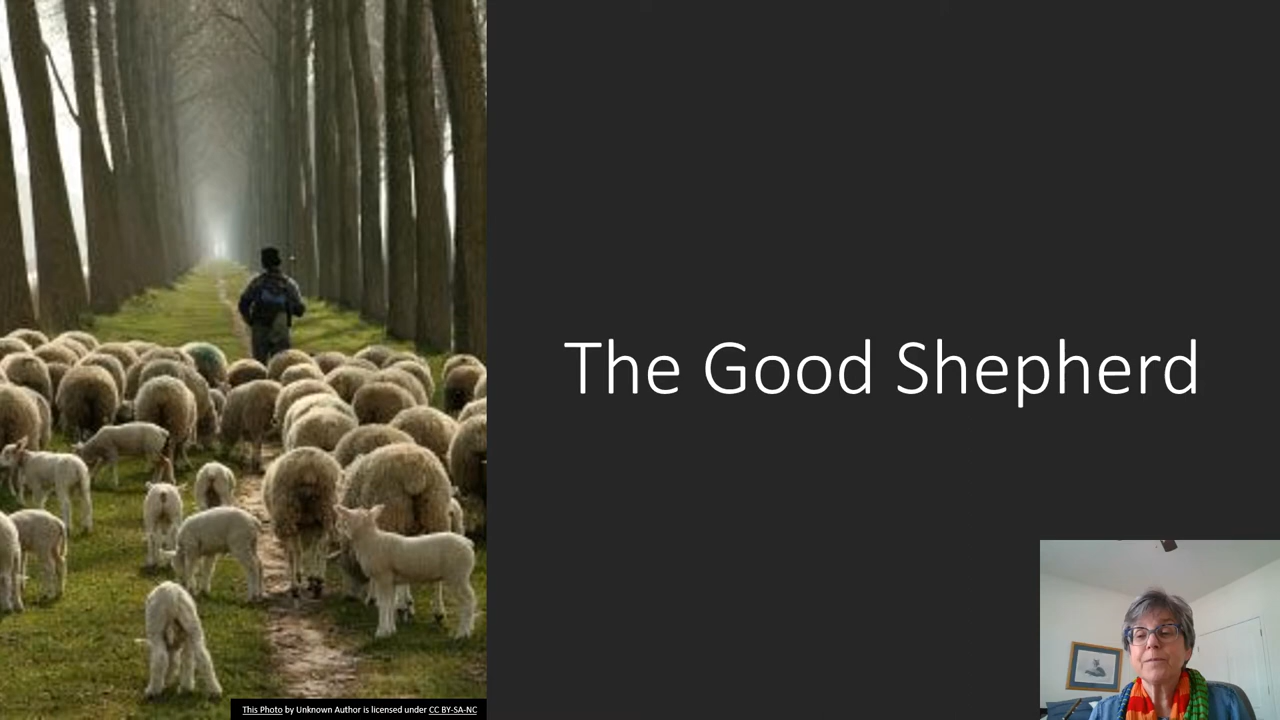 The Good Shepherd
This Photo by Unknown Author is licensed under CC BY-SA-NC